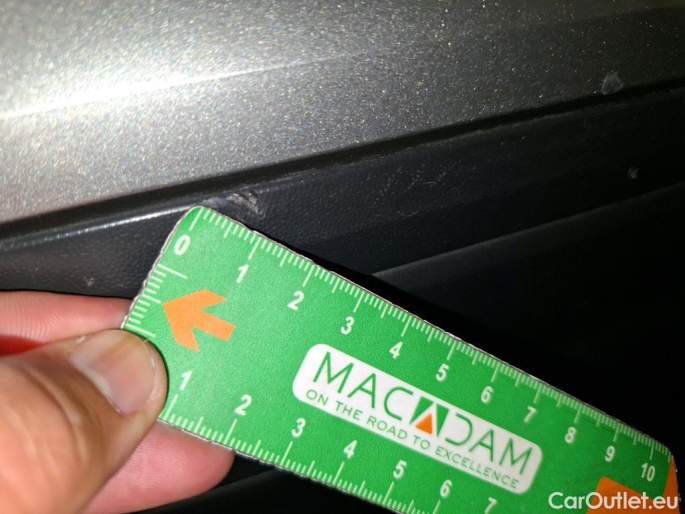 0 1 2 3 4 5 6 7 8 9 10
MACADAM
ON THE ROAD TO EXCELLENCE
1 2 3 4 5 6 7
CarOutlet.eu